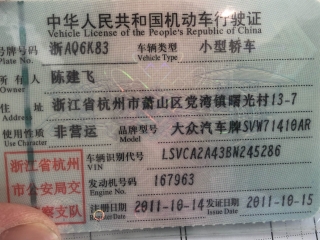 中华人民共和国机动车行驶证
Vehicle License of the People's Republic of China
号牌号码 浙AQ6K83 车辆类型 小型轿车
Plate No. Vehicle Type
所有人 陈建飞
住址 浙江省杭州市萧山区党湾镇曙光村13-7
Address
使用性质 非营运 品牌型号 大众汽车牌SVW71410AR
Use Character Model
浙江省杭州 车辆识别代号 LSVCA2A43BN245286
VIN
市公安局交 发动机号码 167963
Engine No.
警支队 注册日期 2011-10-14 发证日期 2011-10-15
Register Date Issue Date